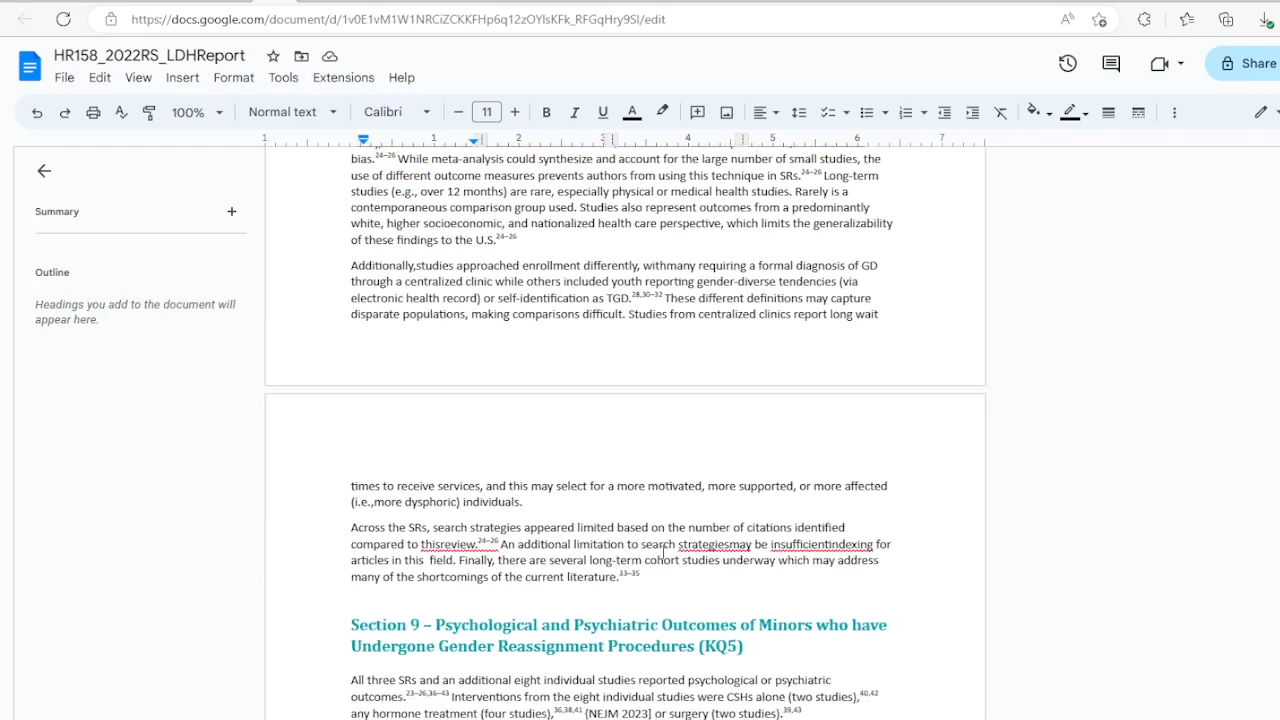 https://docs.google.com/document/d/1v0E1vM1W1NRCiZCKKFHp6q12zOYlsKFk_RFGqHry9SI/edit
HR158_2022RS_LDHReport
File Edit View Insert Format Tools Extensions Help
Share
100% Normal text Calibri − 11 + B I U A
1 1 2 3 4 5 6 7
Summary
Outline
Headings you add to the document will
appear here.
bias.24–26 While meta-analysis could synthesize and account for the large number of small studies, the
use of different outcome measures prevents authors from using this technique in SRs.24–26 Long-term
studies (e.g., over 12 months) are rare, especially physical or medical health studies. Rarely is a
contemporaneous comparison group used. Studies also represent outcomes from a predominantly
white, higher socioeconomic, and nationalized health care perspective, which limits the generalizability
of these findings to the U.S.24–26
Additionally,studies approached enrollment differently, withmany requiring a formal diagnosis of GD
through a centralized clinic while others included youth reporting gender-diverse tendencies (via
electronic health record) or self-identification as TGD.28,30–32 These different definitions may capture
disparate populations, making comparisons difficult. Studies from centralized clinics report long wait
times to receive services, and this may select for a more motivated, more supported, or more affected
(i.e.,more dysphoric) individuals.
Across the SRs, search strategies appeared limited based on the number of citations identified
compared to thisreview.24–26 An additional limitation to search strategiesmay be insufficientindexing for
articles in this field. Finally, there are several long-term cohort studies underway which may address
many of the shortcomings of the current literature.33–35
Section 9 – Psychological and Psychiatric Outcomes of Minors who have
Undergone Gender Reassignment Procedures (KQ5)
All three SRs and an additional eight individual studies reported psychological or psychiatric
outcomes.23–26,36–43 Interventions from the eight individual studies were CSHs alone (two studies),40,42
any hormone treatment (four studies),36,38,41 {NEJM 2023] or surgery (two studies).39,43